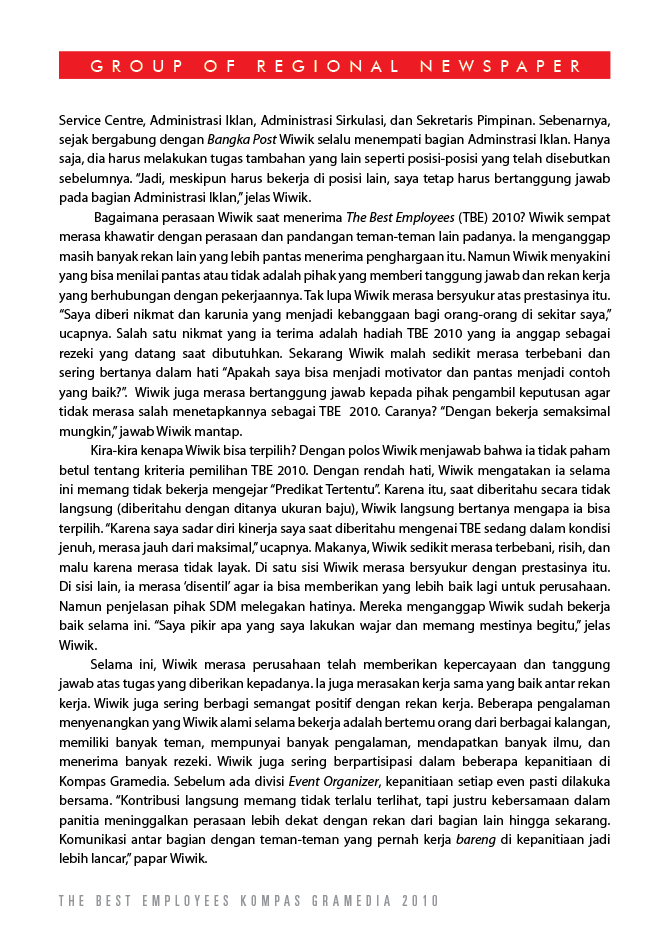 GROUP OF REGIONAL NEWSPAPER
Service Centre, Administrasi Iklan, Administrasi Sirkulasi, dan Sekretaris Pimpinan. Sebenarnya,
sejak bergabung dengan Bangka Post Wiwik selalu menempati bagian Adminstrasi Iklan. Hanya
saja, dia harus melakukan tugas tambahan yang lain seperti posisi-posisi yang telah disebutkan
sebelumnya. “Jadi, meskipun harus bekerja di posisi lain, saya tetap harus bertanggung jawab
pada bagian Administrasi Iklan,” jelas Wiwik.
Bagaimana perasaan Wiwik saat menerima The Best Employees (TBE) 2010? Wiwik sempat
merasa khawatir dengan perasaan dan pandangan teman-teman lain padanya. Ia menganggap
masih banyak rekan lain yang lebih pantas menerima penghargaan itu. Namun Wiwik menyakini
yang bisa menilai pantas atau tidak adalah pihak yang memberi tanggung jawab dan rekan kerja
yang berhubungan dengan pekerjaannya. Tak lupa Wiwik merasa bersyukur atas prestasinya itu.
“Saya diberi nikmat dan karunia yang menjadi kebanggaan bagi orang-orang di sekitar saya,”
ucapnya. Salah satu nikmat yang ia terima adalah hadiah TBE 2010 yang ia anggap sebagai
rezeki yang datang saat dibutuhkan. Sekarang Wiwik malah sedikit merasa terbebani dan
sering bertanya dalam hati “Apakah saya bisa menjadi motivator dan pantas menjadi contoh
yang baik?”. Wiwik juga merasa bertanggung jawab kepada pihak pengambil keputusan agar
tidak merasa salah menetapkannya sebagai TBE 2010. Caranya? “Dengan bekerja semaksimal
mungkin,” jawab Wiwik mantap.
Kira-kira kenapa Wiwik bisa terpilih? Dengan polos Wiwik menjawab bahwa ia tidak paham
betul tentang kriteria pemilihan TBE 2010. Dengan rendah hati, Wiwik mengatakan ia selama
ini memang tidak bekerja mengejar “Predikat Tertentu”. Karena itu, saat diberitahu secara tidak
langsung (diberitahu dengan ditanya ukuran baju), Wiwik langsung bertanya mengapa ia bisa
terpilih. “Karena saya sadar diri kinerja saya saat diberitahu mengenai TBE sedang dalam kondisi
jenuh, merasa jauh dari maksimal,” ucapnya. Makanya, Wiwik sedikit merasa terbebani, risih, dan
malu karena merasa tidak layak. Di satu sisi Wiwik merasa bersyukur dengan prestasinya itu.
Di sisi lain, ia merasa ‘disentil’ agar ia bisa memberikan yang lebih baik lagi untuk perusahaan.
Namun penjelasan pihak SDM melegakan hatinya. Mereka menganggap Wiwik sudah bekerja
baik selama ini. “Saya pikir apa yang saya lakukan wajar dan memang mestinya begitu,” jelas
Wiwik.
Selama ini, Wiwik merasa perusahaan telah memberikan kepercayaan dan tanggung
jawab atas tugas yang diberikan kepadanya. Ia juga merasakan kerja sama yang baik antar rekan
kerja. Wiwik juga sering berbagi semangat positif dengan rekan kerja. Beberapa pengalaman
menyenangkan yang Wiwik alami selama bekerja adalah bertemu orang dari berbagai kalangan,
memiliki banyak teman, mempunyai banyak pengalaman, mendapatkan banyak ilmu, dan
menerima banyak rezeki. Wiwik juga sering berpartisipasi dalam beberapa kepanitiaan di
Kompas Gramedia. Sebelum ada divisi Event Organizer, kepanitiaan setiap even pasti dilakuka
bersama. “Kontribusi langsung memang tidak terlalu terlihat, tapi justru kebersamaan dalam
panitia meninggalkan perasaan lebih dekat dengan rekan dari bagian lain hingga sekarang.
Komunikasi antar bagian dengan teman-teman yang pernah kerja bareng di kepanitiaan jadi
lebih lancar,” papar Wiwik.
THE BEST EMPLOYEES KOMPAS GRAMEDIA 2010